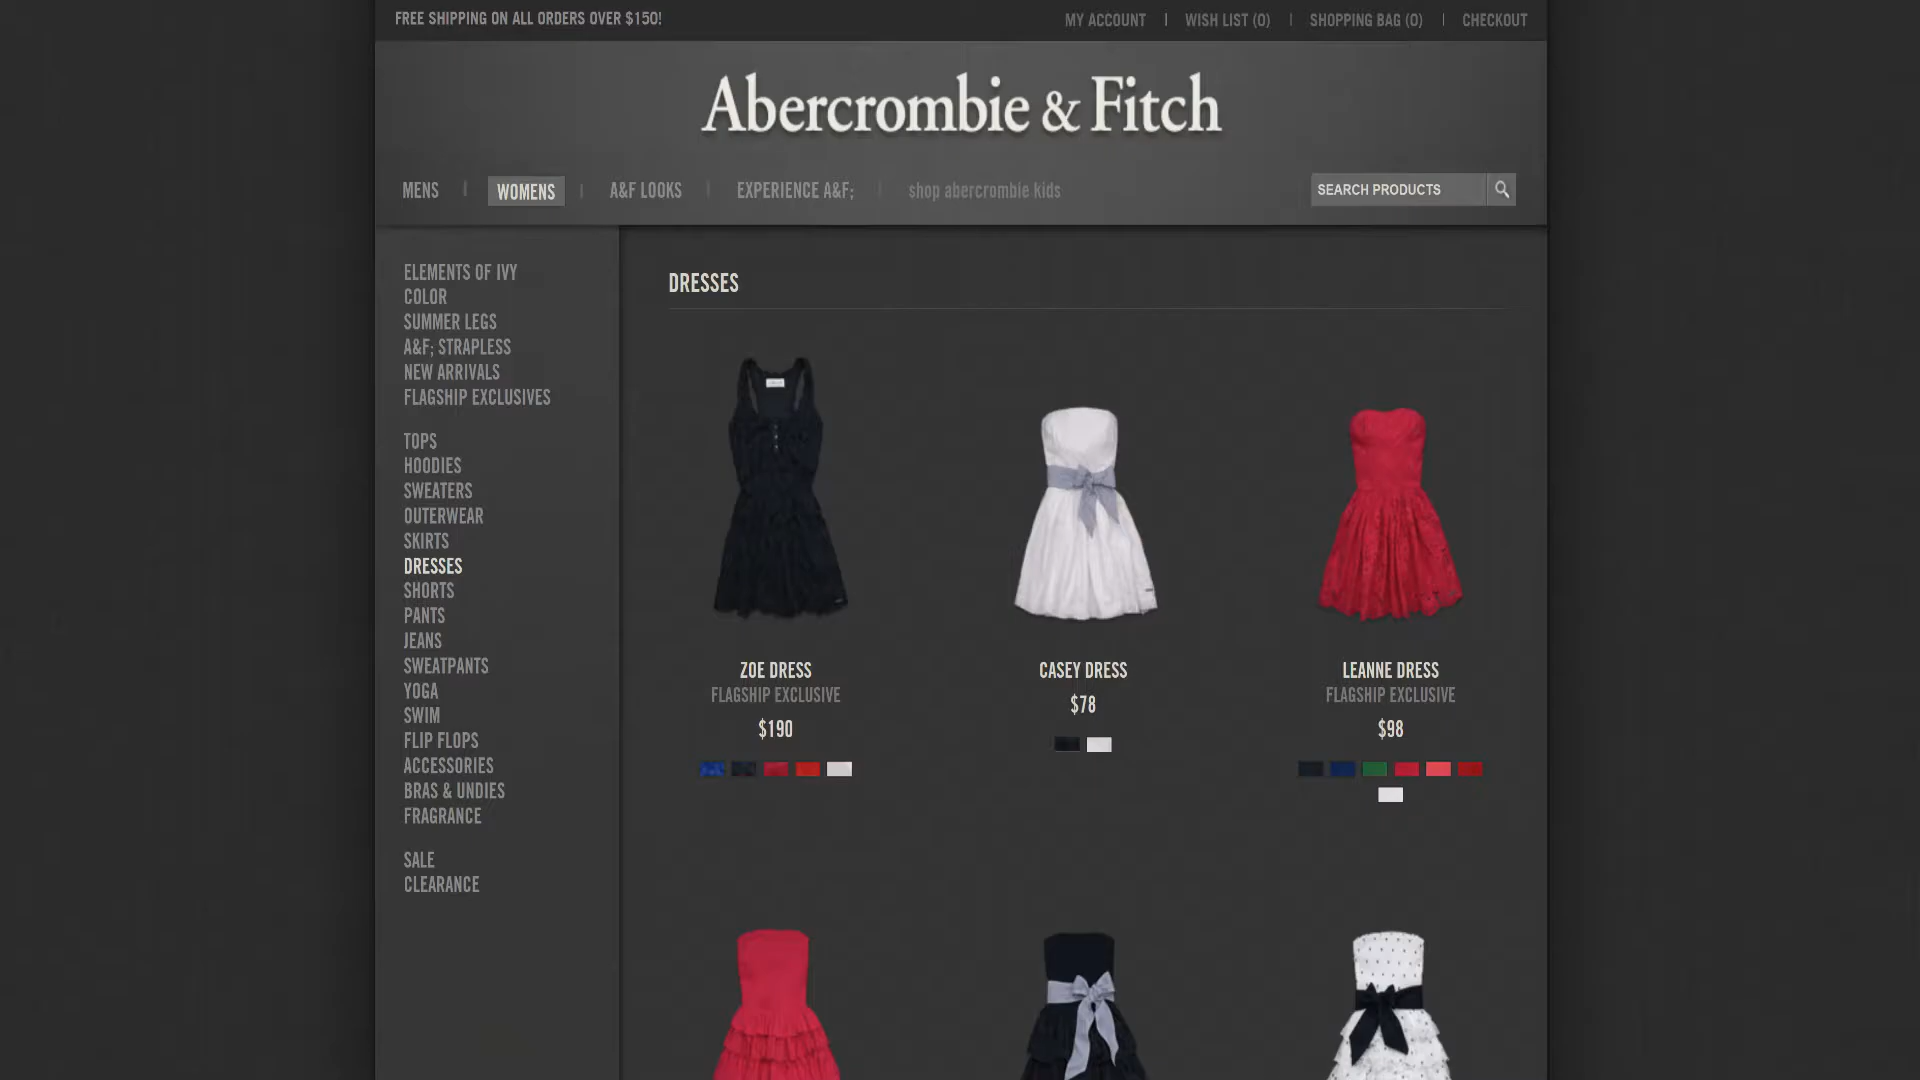 FREE SHIPPING ON ALL ORDERS OVER $150!
MY ACCOUNT | WISH LIST (0) | SHOPPING BAG (0) | CHECKOUT
Abercrombie & Fitch
MENS | WOMENS | A&F LOOKS | EXPERIENCE A&F; | shop abercrombie kids
SEARCH PRODUCTS
ELEMENTS OF IVY
COLOR
SUMMER LEGS
A&F; STRAPLESS
NEW ARRIVALS
FLAGSHIP EXCLUSIVES
TOPS
HOODIES
SWEATERS
OUTERWEAR
SKIRTS
DRESSES
SHORTS
PANTS
JEANS
SWEATPANTS
YOGA
SWIM
FLIP FLOPS
ACCESSORIES
BRAS & UNDIES
FRAGRANCE
SALE
CLEARANCE
DRESSES
ZOE DRESS
FLAGSHIP EXCLUSIVE
$190
CASEY DRESS
$78
LEANNE DRESS
FLAGSHIP EXCLUSIVE
$98